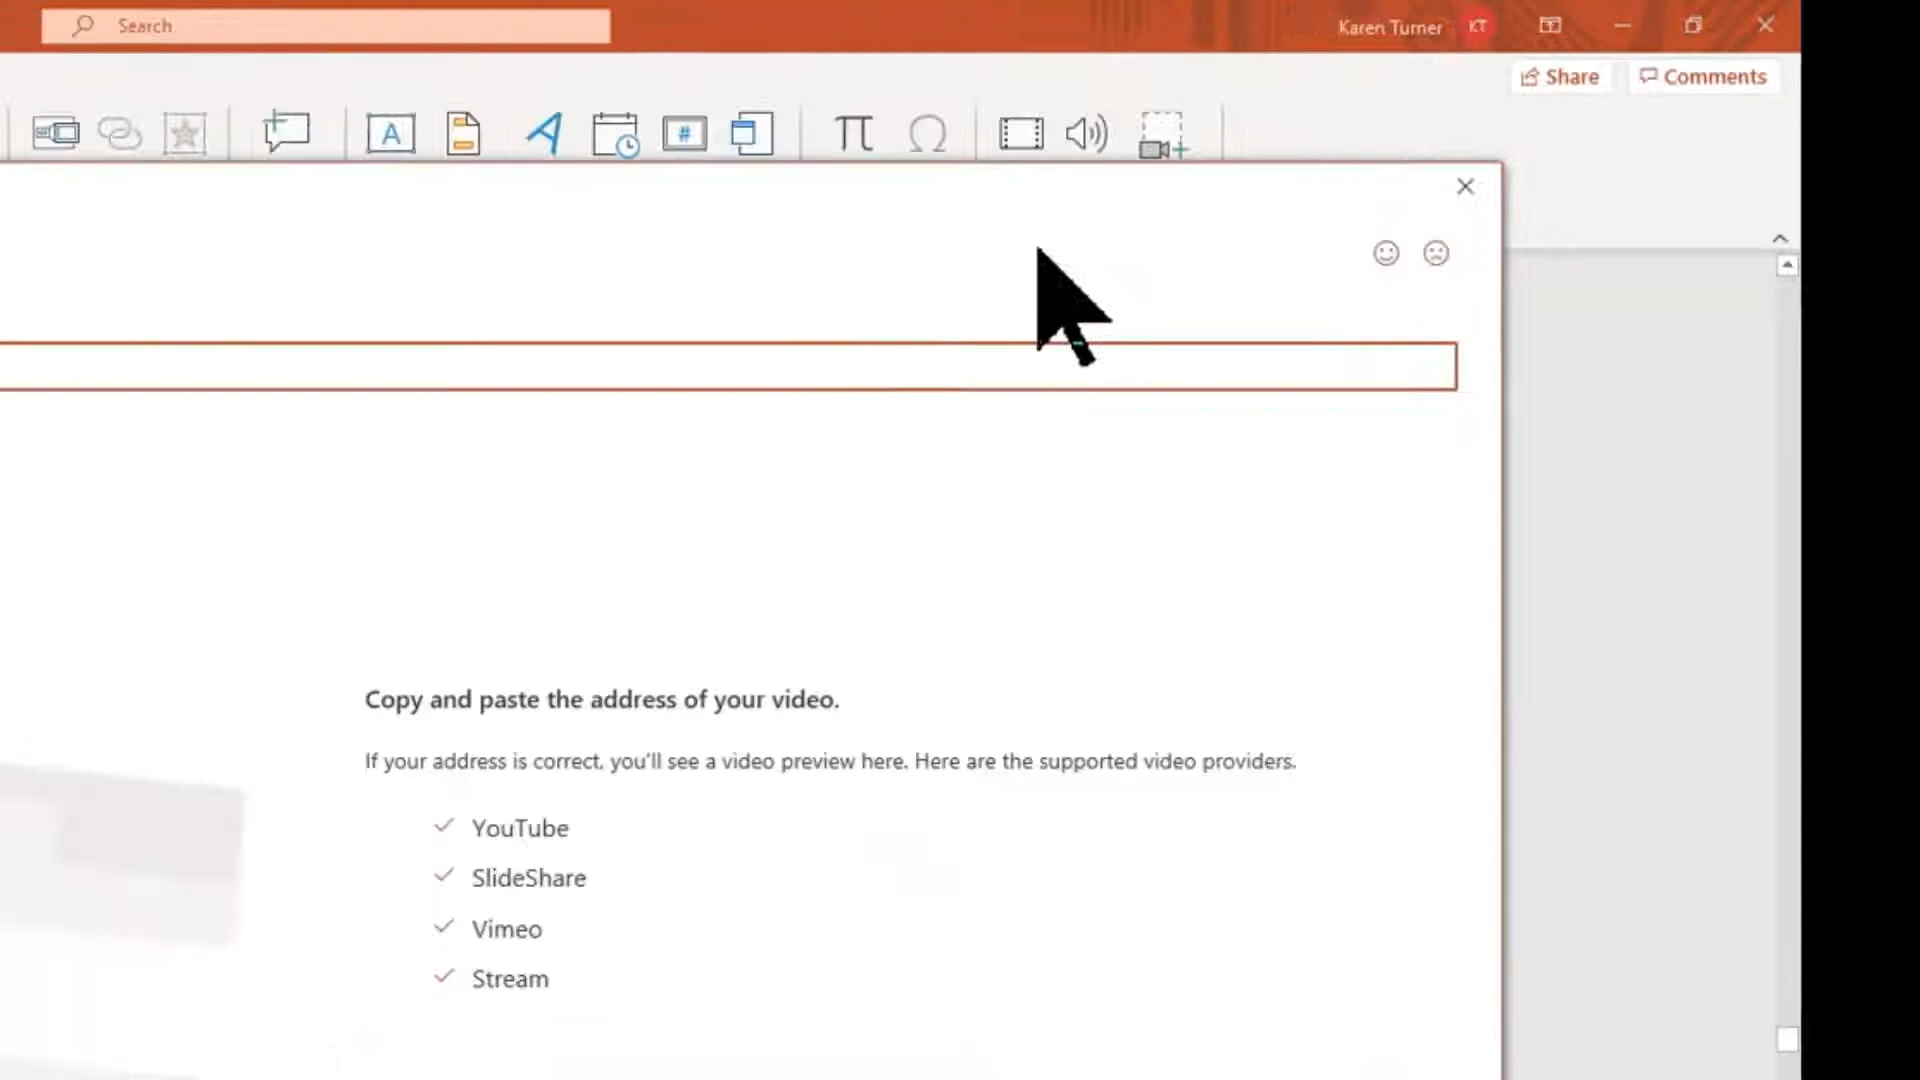 Search
Karen Turner KT
Share Comments
Copy and paste the address of your video.
If your address is correct, you'll see a video preview here. Here are the supported video providers.
YouTube
SlideShare
Vimeo
Stream